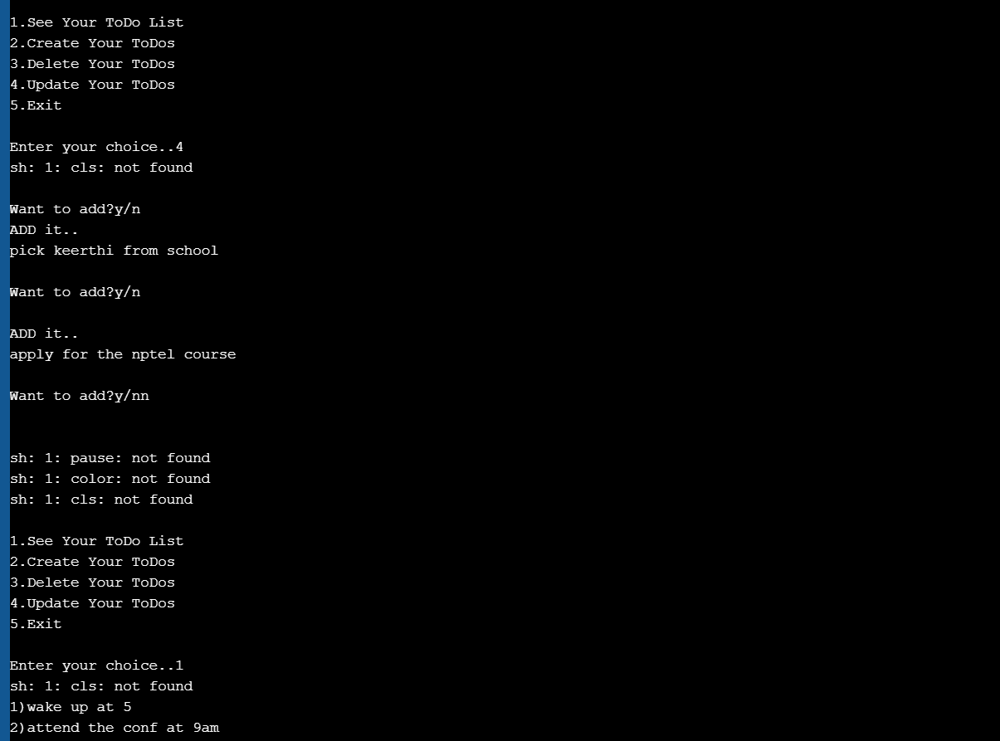 1.See Your ToDo List
2.Create Your ToDos
3.Delete Your ToDos
4.Update Your ToDos
5.Exit
Enter your choice..4
sh: 1: cls: not found
Want to add?y/n
ADD it..
pick keerthi from school
Want to add?y/n
ADD it..
apply for the nptel course
Want to add?y/nn
sh: 1: pause: not found
sh: 1: color: not found
sh: 1: cls: not found
1.See Your ToDo List
2.Create Your ToDos
3.Delete Your ToDos
4.Update Your ToDos
5.Exit
Enter your choice..1
sh: 1: cls: not found
1)wake up at 5
2)attend the conf at 9am